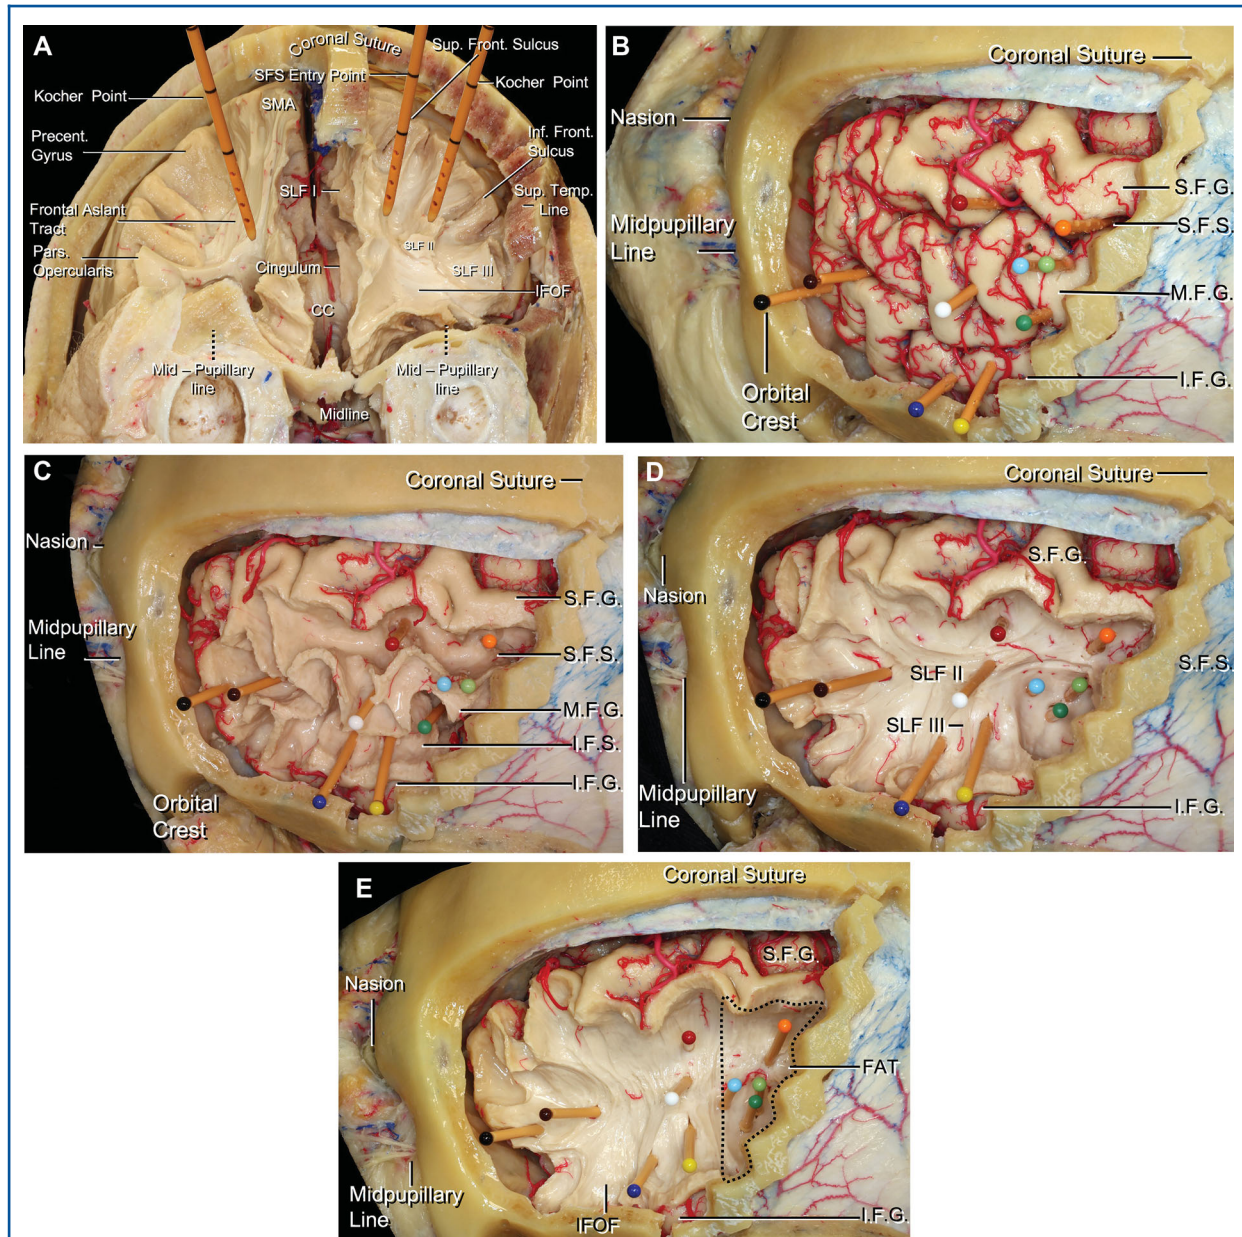 A
Coronal Suture
Sup. Front. Sulcus
SFS Entry Point
Kocher Point
Kocher Point
SMA
Precent.
Gyrus
Inf. Front.
Sulcus
SLF I
Sup. Temp.
Line
Frontal Aslant
Tract
SLF II
Pars.
Opercularis
Cingulum
SLF III
IFOF
CC
Mid – Pupillary
line
Mid – Pupillary
line
Midline
B
Coronal Suture
Nasion
S.F.G.
Midpupillary
Line
S.F.S.
M.F.G.
I.F.G.
Orbital
Crest
C
Coronal Suture
Nasion
S.F.G.
Midpupillary
Line
S.F.S.
M.F.G.
I.F.S.
I.F.G.
Orbital
Crest
D
Coronal Suture
S.F.G.
Nasion
S.F.S.
SLF II
SLF III
Midpupillary
Line
I.F.G.
E
Coronal Suture
S.F.G.
Nasion
FAT
Midpupillary
Line
IFOF
I.F.G.